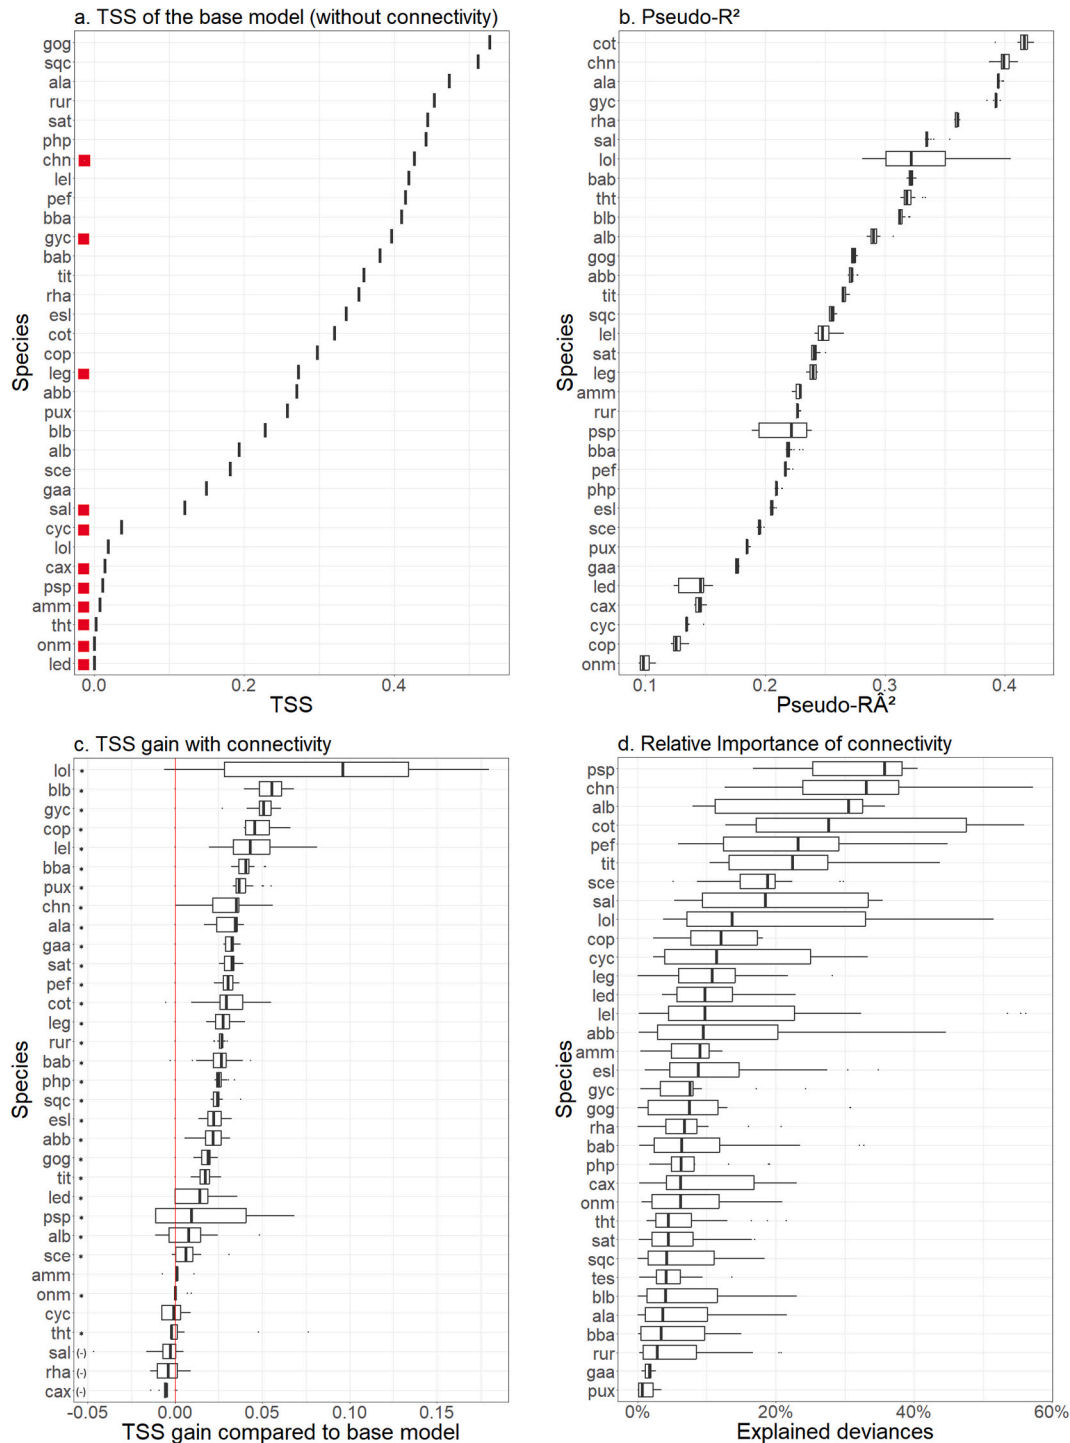 a. TSS of the base model (without connectivity)
gog
sqc
ala
rur
sat
php
chn
lel
pef
bba
gyc
bab
tit
rha
esl
cot
cop
leg
abb
pux
blb
alb
sce
gaa
sal
cyc
lol
cax
psp
amm
tht
onm
led
Species
0.0 0.2 0.4
TSS
b. Pseudo-R²
cot
chn
ala
gyc
rha
sal
lol
bab
tht
blb
alb
gog
abb
tit
sqc
lel
sat
leg
amm
rur
psp
bba
pef
php
esl
sce
pux
gaa
led
cax
cyc
cop
onm
Species
0.1 0.2 0.3 0.4
Pseudo-RÂ²
c. TSS gain with connectivity
lol *
blb *
gyc *
cop *
lel *
bba *
pux *
chn *
ala *
gaa *
sat *
pef *
cot *
leg *
rur *
bab *
php *
sqc *
esl *
abb *
gog *
tit *
led *
psp *
alb *
sce *
amm
onm *
cyc
tht *
sal (-)
rha (-)
cax (-)
Species
-0.05 0.00 0.05 0.10 0.15
TSS gain compared to base model
d. Relative Importance of connectivity
psp
chn
alb
cot
pef
tit
sce
sal
lol
cop
cyc
leg
led
lel
abb
amm
esl
gyc
gog
rha
bab
php
cax
onm
tht
sat
sqc
tes
blb
ala
bba
rur
gaa
pux
Species
0% 20% 40% 60%
Explained deviances